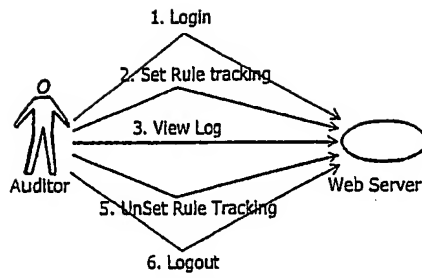 1. Login
2. Set Rule tracking
3. View Log
Auditor
Web Server
5. UnSet Rule Tracking
6. Logout